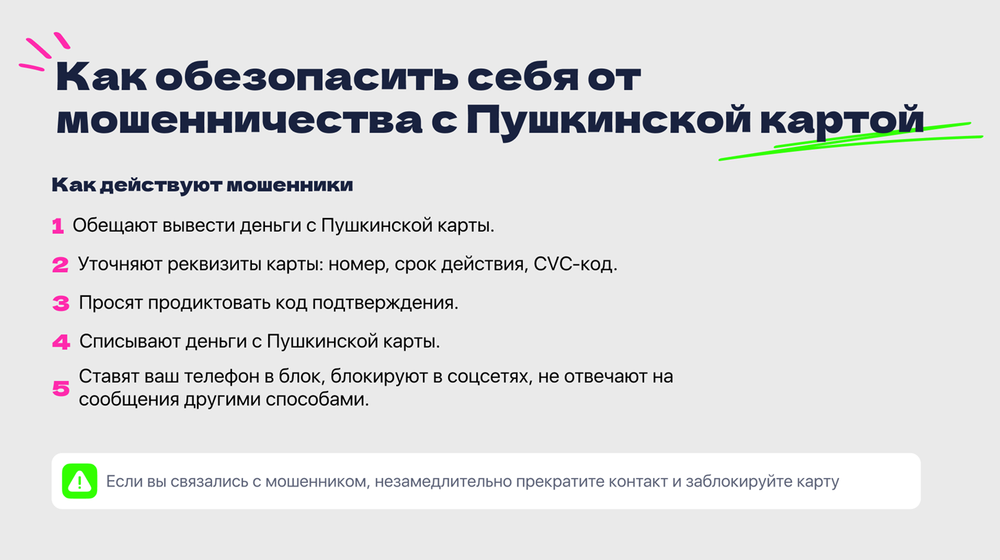 Как обезопасить себя от
мошенничества с Пушкинской картой
Как действуют мошенники
1 Обещают вывести деньги с Пушкинской карты.
2 Уточняют реквизиты карты: номер, срок действия, CVC-код.
3 Просят продиктовать код подтверждения.
4 Списывают деньги с Пушкинской карты.
5 Ставят ваш телефон в блок, блокируют в соцсетях, не отвечают на
сообщения другими способами.
Если вы связались с мошенником, незамедлительно прекратите контакт и заблокируйте карту